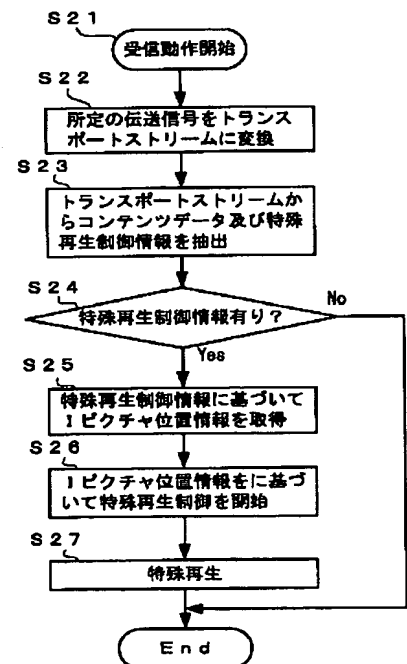 S21
受信動作開始
S22
所定の伝送信号をトランス
ポートストリームに変換
S23
トランスポートストリームか
らコンテンツデータ及び特殊
再生制御情報を抽出
S24
特殊再生制御情報有り?
No
Yes
S25
特殊再生制御情報に基づいて
Iピクチャ位置情報を取得
S26
Iピクチャ位置情報をに基づ
いて特殊再生制御を開始
S27
特殊再生
End